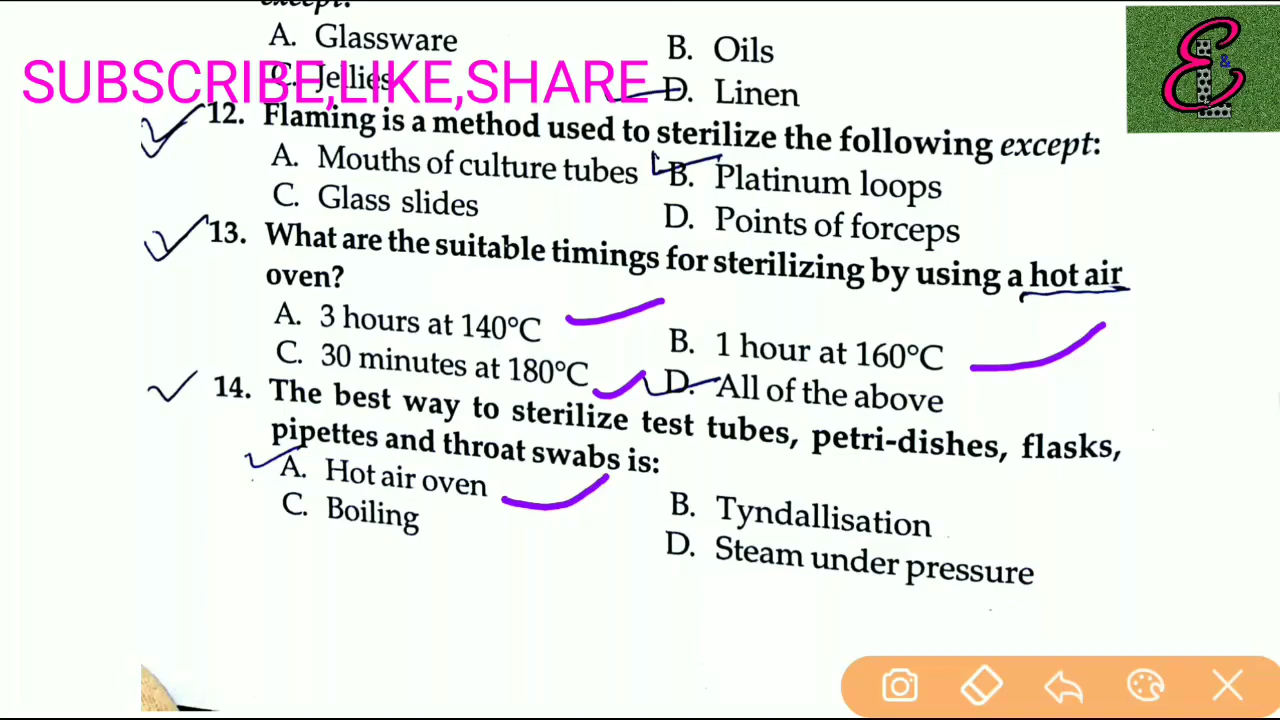 except:
A. Glassware B. Oils
C. Jellies D. Linen
SUBSCRIBE,LIKE,SHARE
12. Flaming is a method used to sterilize the following except:
A. Mouths of culture tubes B. Platinum loops
C. Glass slides D. Points of forceps
13. What are the suitable timings for sterilizing by using a hot air
oven?
A. 3 hours at 140°C B. 1 hour at 160°C
C. 30 minutes at 180°C D. All of the above
14. The best way to sterilize test tubes, petri-dishes, flasks,
pipettes and throat swabs is:
A. Hot air oven B. Tyndallisation
C. Boiling D. Steam under pressure
E & L